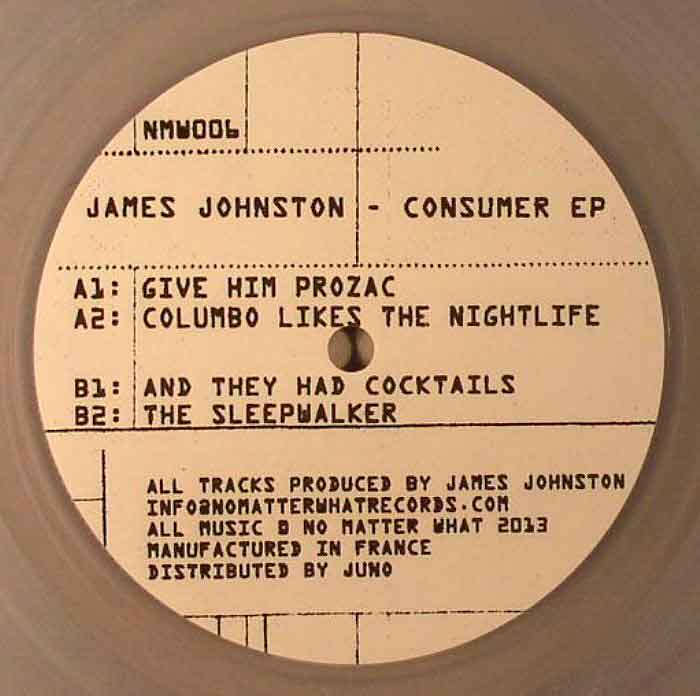 NMW006
JAMES JOHNSTON - CONSUMER EP
A1: GIVE HIM PROZAC
A2: COLUMBO LIKES THE NIGHTLIFE
B1: AND THEY HAD COCKTAILS
B2: THE SLEEPWALKER
ALL TRACKS PRODUCED BY JAMES JOHNSTON
INFO@NOMATTERWHATRECORDS.COM
ALL MUSIC © NO MATTER WHAT 2013
MANUFACTURED IN FRANCE
DISTRIBUTED BY JUNO